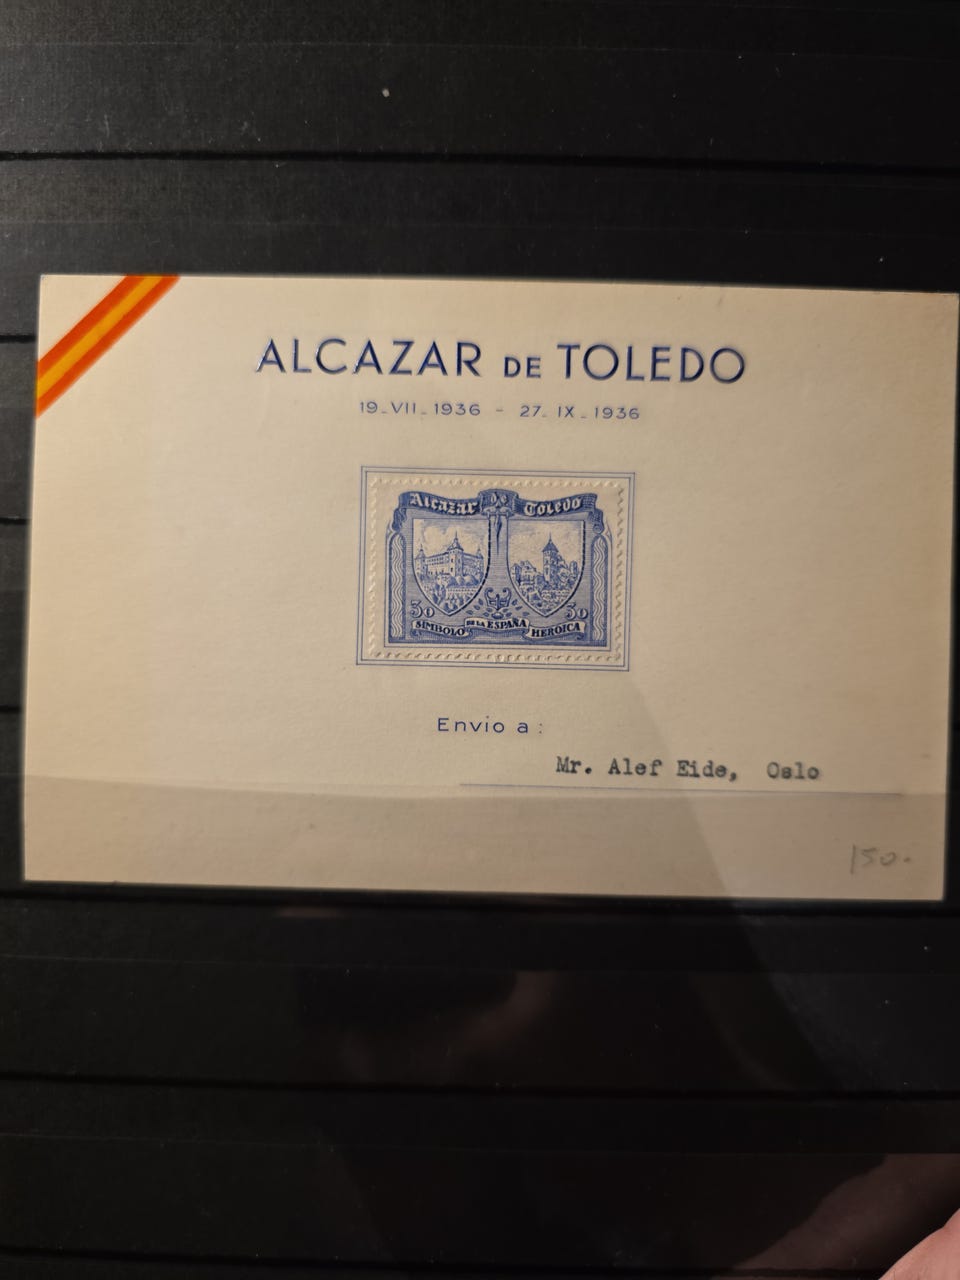 ALCAZAR DE TOLEDO
19_VII_1936 - 27_IX_1936
Alcazar de Toledo
30 30
SIMBOLO DE LA ESPAÑA HEROICA
Envio a :
Mr. Alef Eide, Oslo
150.